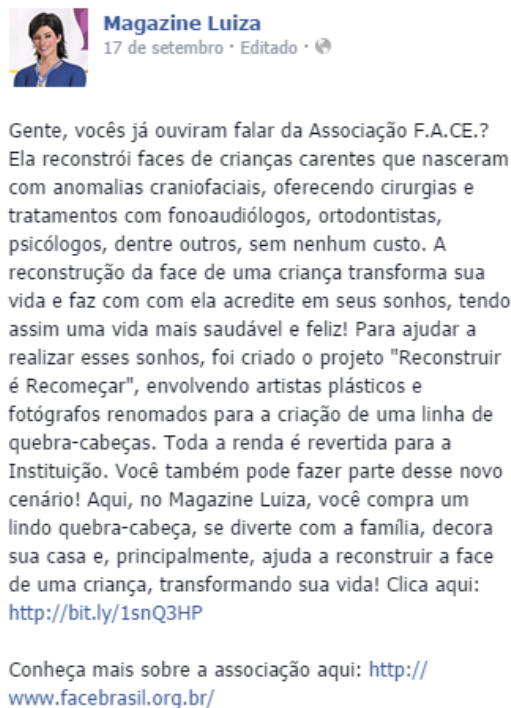 Magazine Luiza
17 de setembro · Editado ·
Gente, vocês já ouviram falar da Associação F.A.CE.?
Ela reconstrói faces de crianças carentes que nasceram
com anomalias craniofaciais, oferecendo cirurgias e
tratamentos com fonoaudiólogos, ortodontistas,
psicólogos, dentre outros, sem nenhum custo. A
reconstrução da face de uma criança transforma sua
vida e faz com com ela acredite em seus sonhos, tendo
assim uma vida mais saudável e feliz! Para ajudar a
realizar esses sonhos, foi criado o projeto "Reconstruir
é Recomeçar", envolvendo artistas plásticos e
fotógrafos renomados para a criação de uma linha de
quebra-cabeças. Toda a renda é revertida para a
Instituição. Você também pode fazer parte desse novo
cenário! Aqui, no Magazine Luiza, você compra um
lindo quebra-cabeça, se diverte com a família, decora
sua casa e, principalmente, ajuda a reconstruir a face
de uma criança, transformando sua vida! Clica aqui:
http://bit.ly/1snQ3HP
Conheça mais sobre a associação aqui: http://
www.facebrasil.org.br/